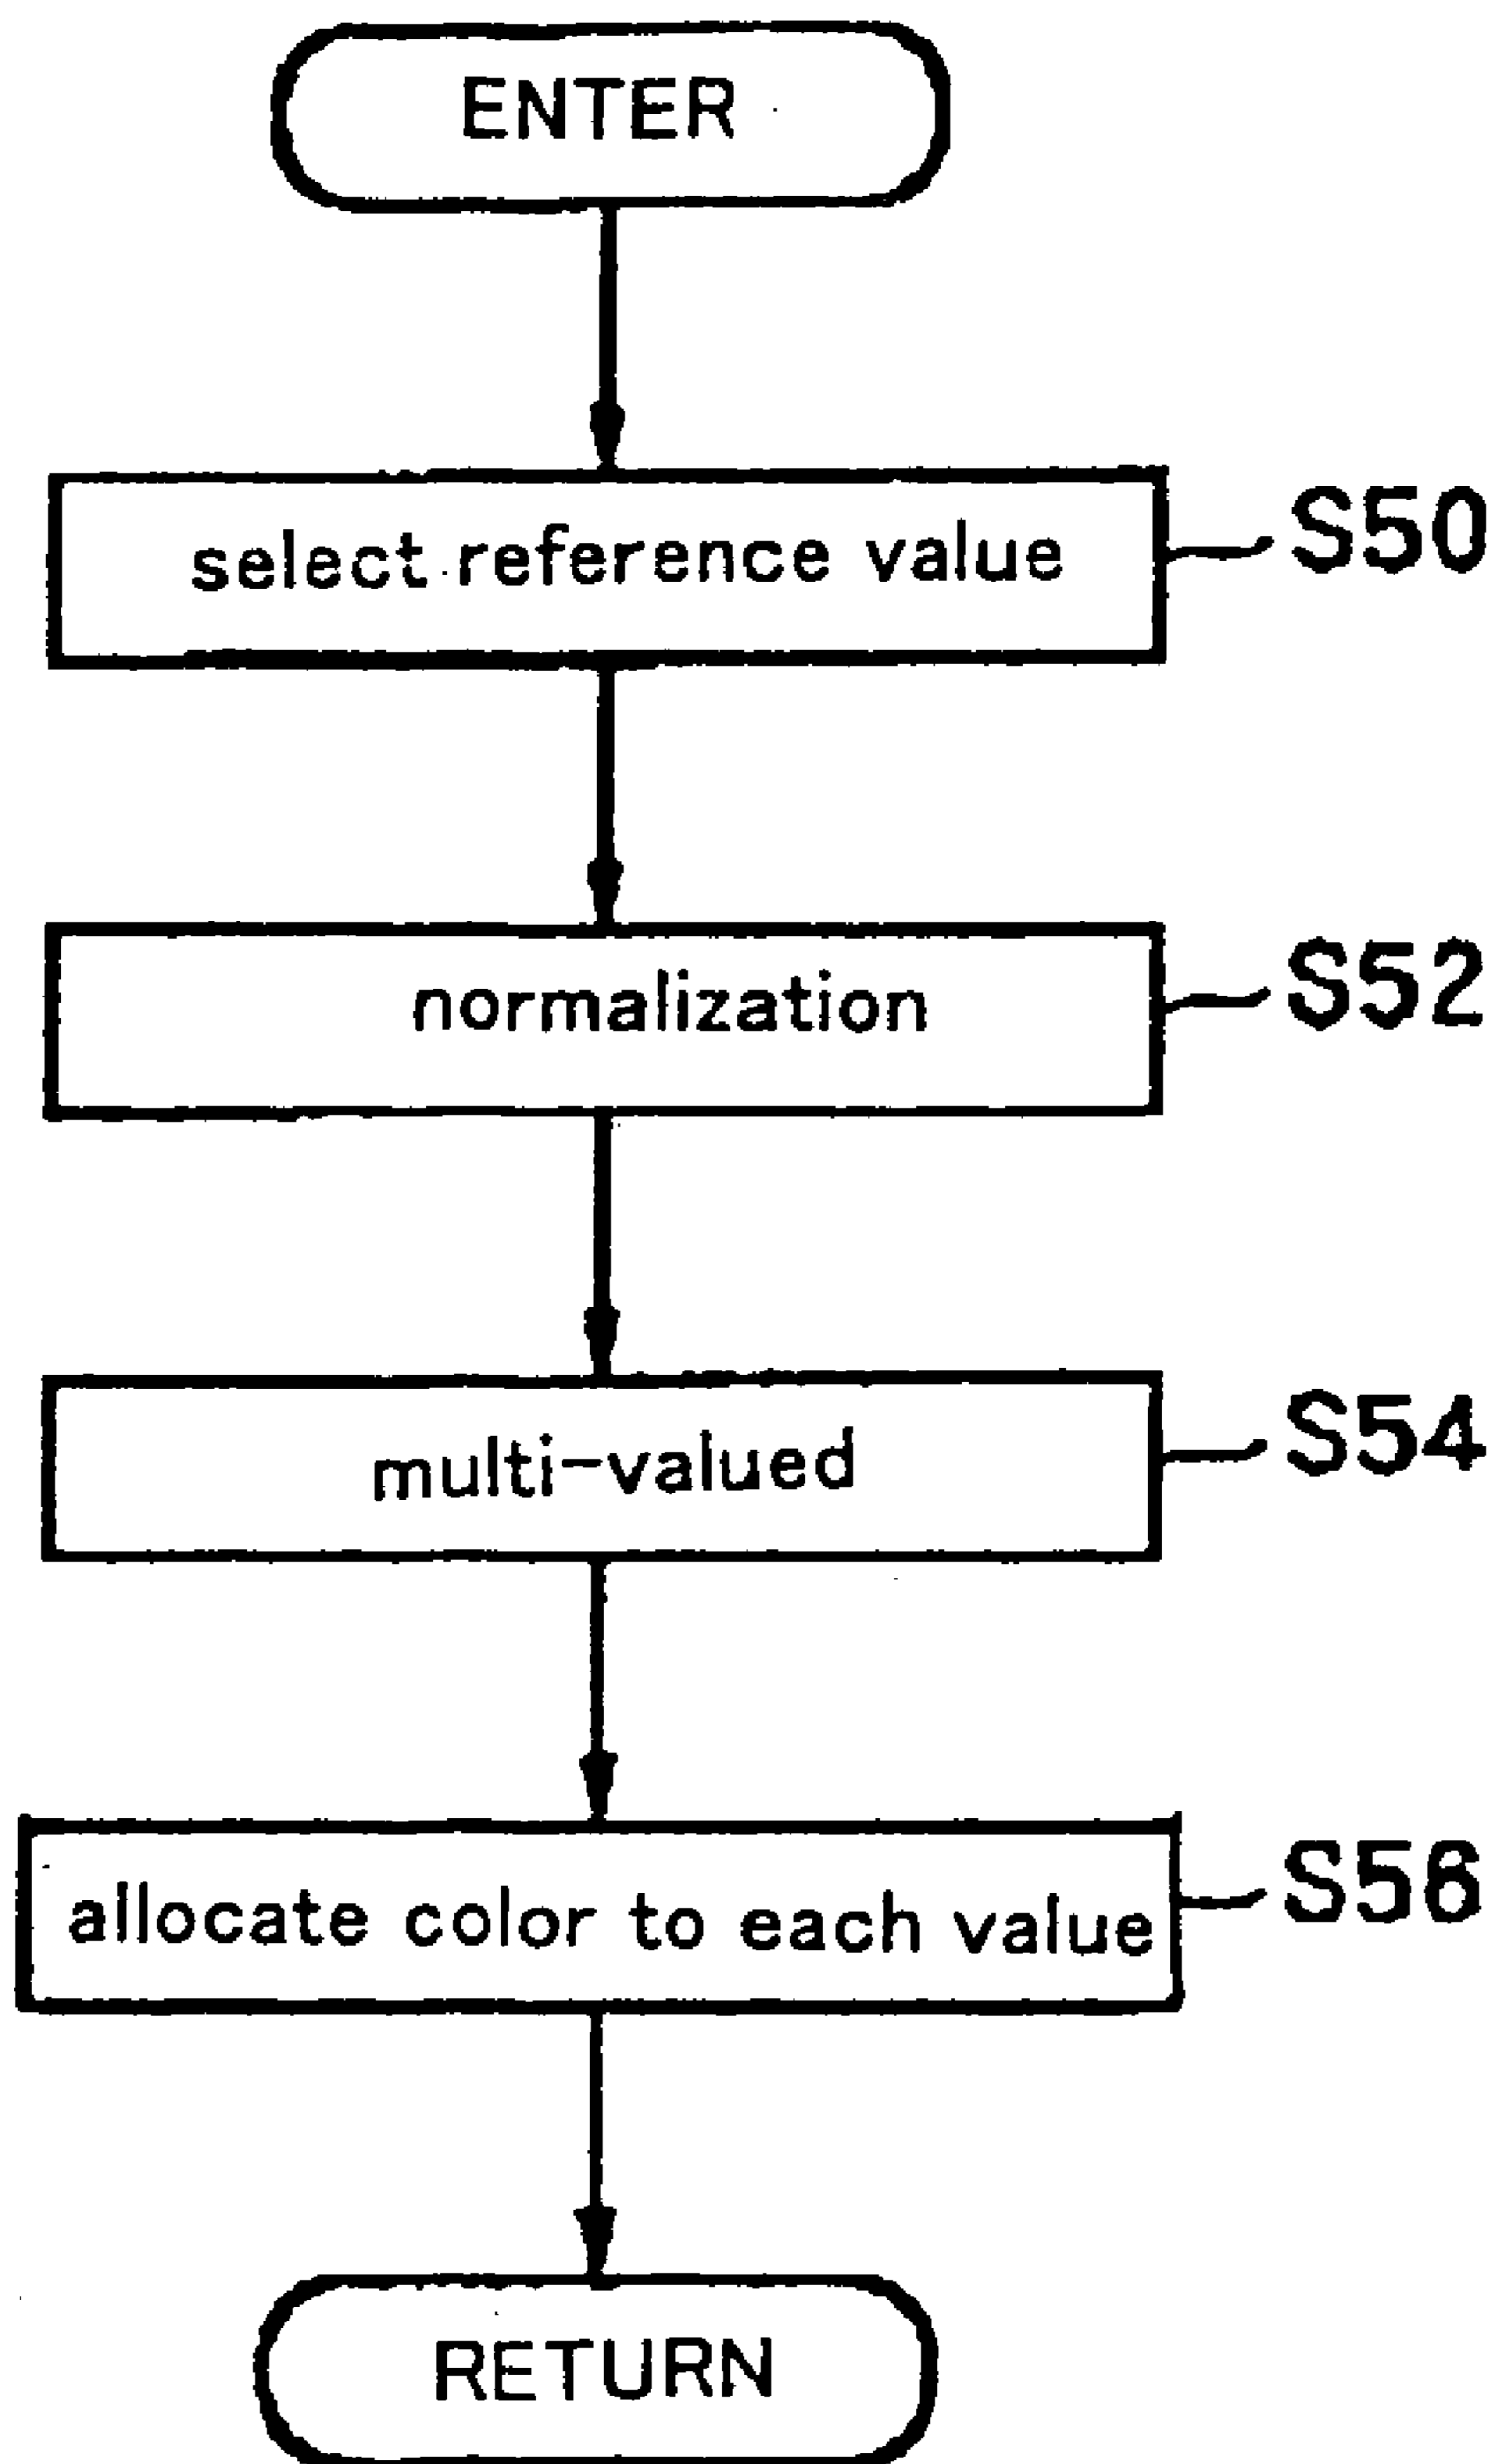 ENTER
select reference value
S50
normalization
S52
multi-valued
S54
allocate color to each value
S56
RETURN